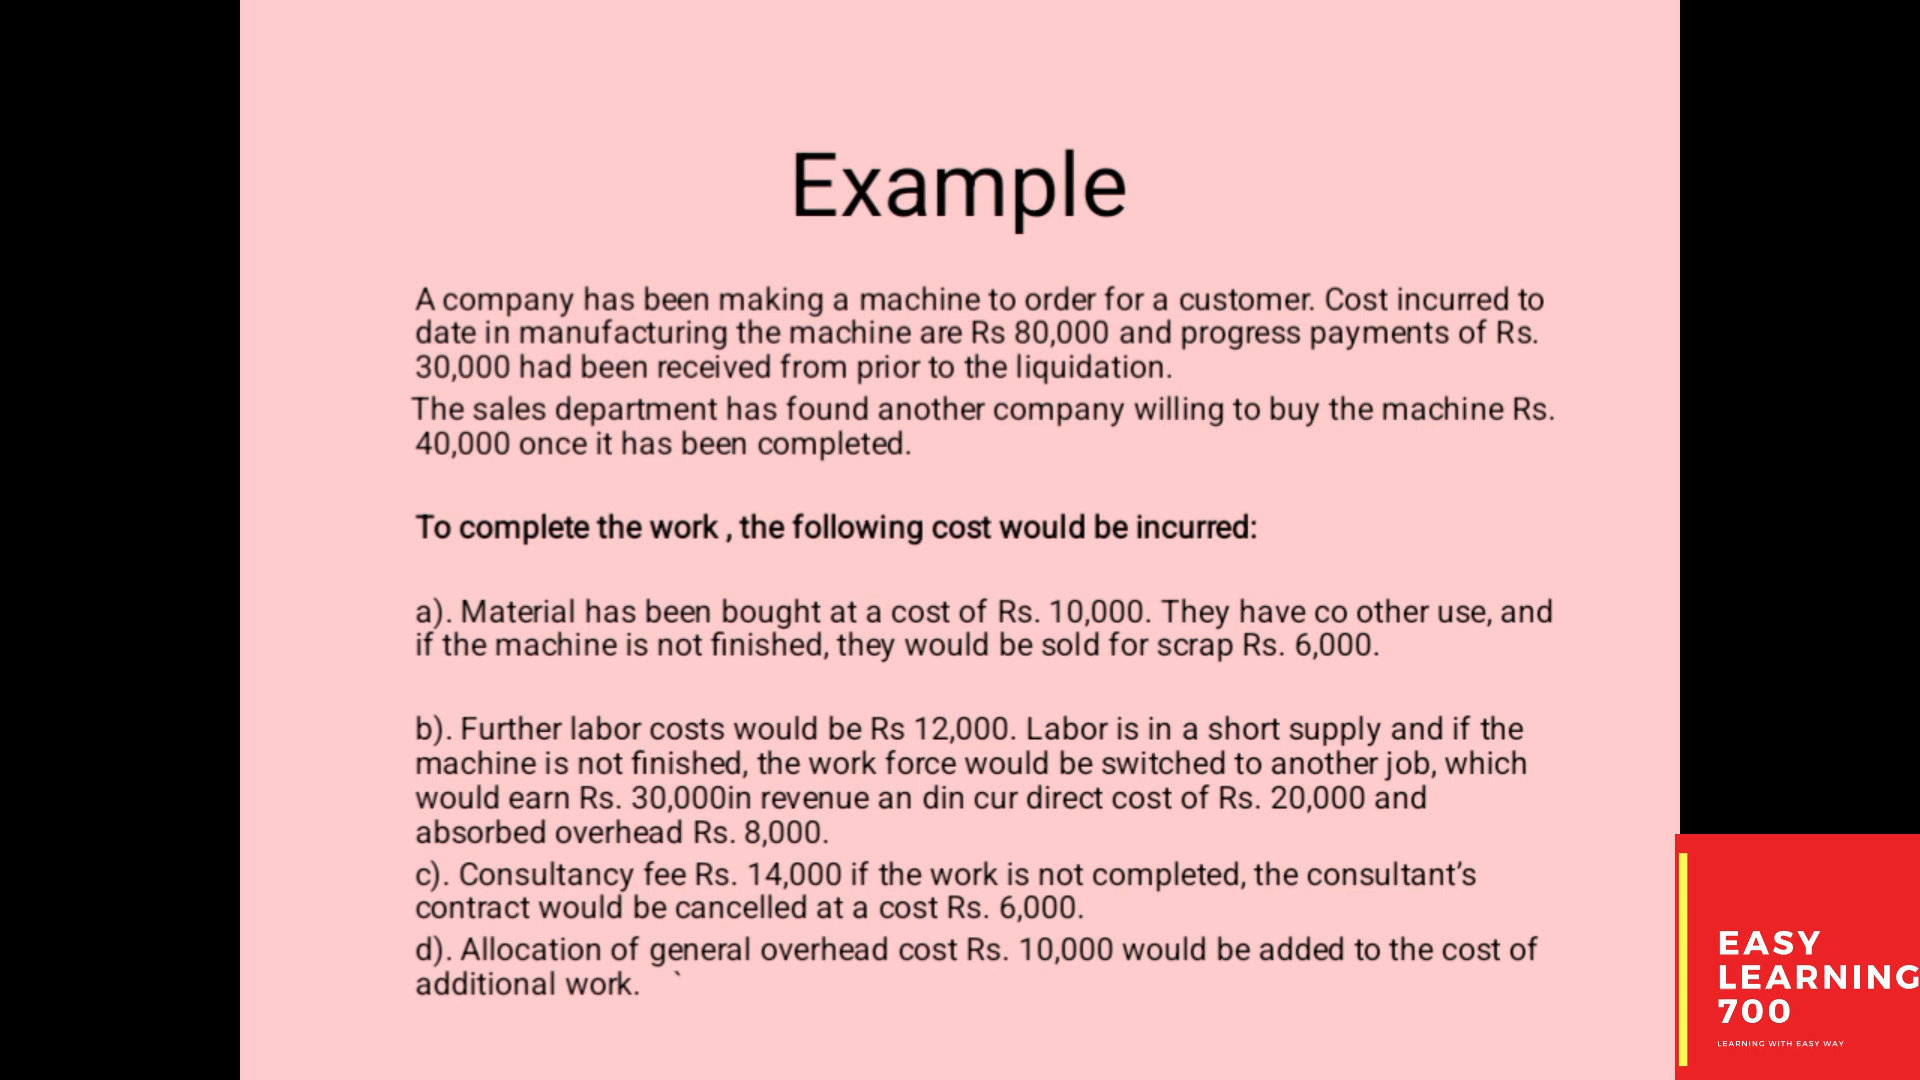 Example
A company has been making a machine to order for a customer. Cost incurred to
date in manufacturing the machine are Rs 80,000 and progress payments of Rs.
30,000 had been received from prior to the liquidation.
The sales department has found another company willing to buy the machine Rs.
40,000 once it has been completed.
To complete the work , the following cost would be incurred:
a). Material has been bought at a cost of Rs. 10,000. They have co other use, and
if the machine is not finished, they would be sold for scrap Rs. 6,000.
b). Further labor costs would be Rs 12,000. Labor is in a short supply and if the
machine is not finished, the work force would be switched to another job, which
would earn Rs. 30,000in revenue an din cur direct cost of Rs. 20,000 and
absorbed overhead Rs. 8,000.
c). Consultancy fee Rs. 14,000 if the work is not completed, the consultant’s
contract would be cancelled at a cost Rs. 6,000.
d). Allocation of general overhead cost Rs. 10,000 would be added to the cost of
additional work. `
EASY
LEARNING
700
LEARNING WITH EASY WAY